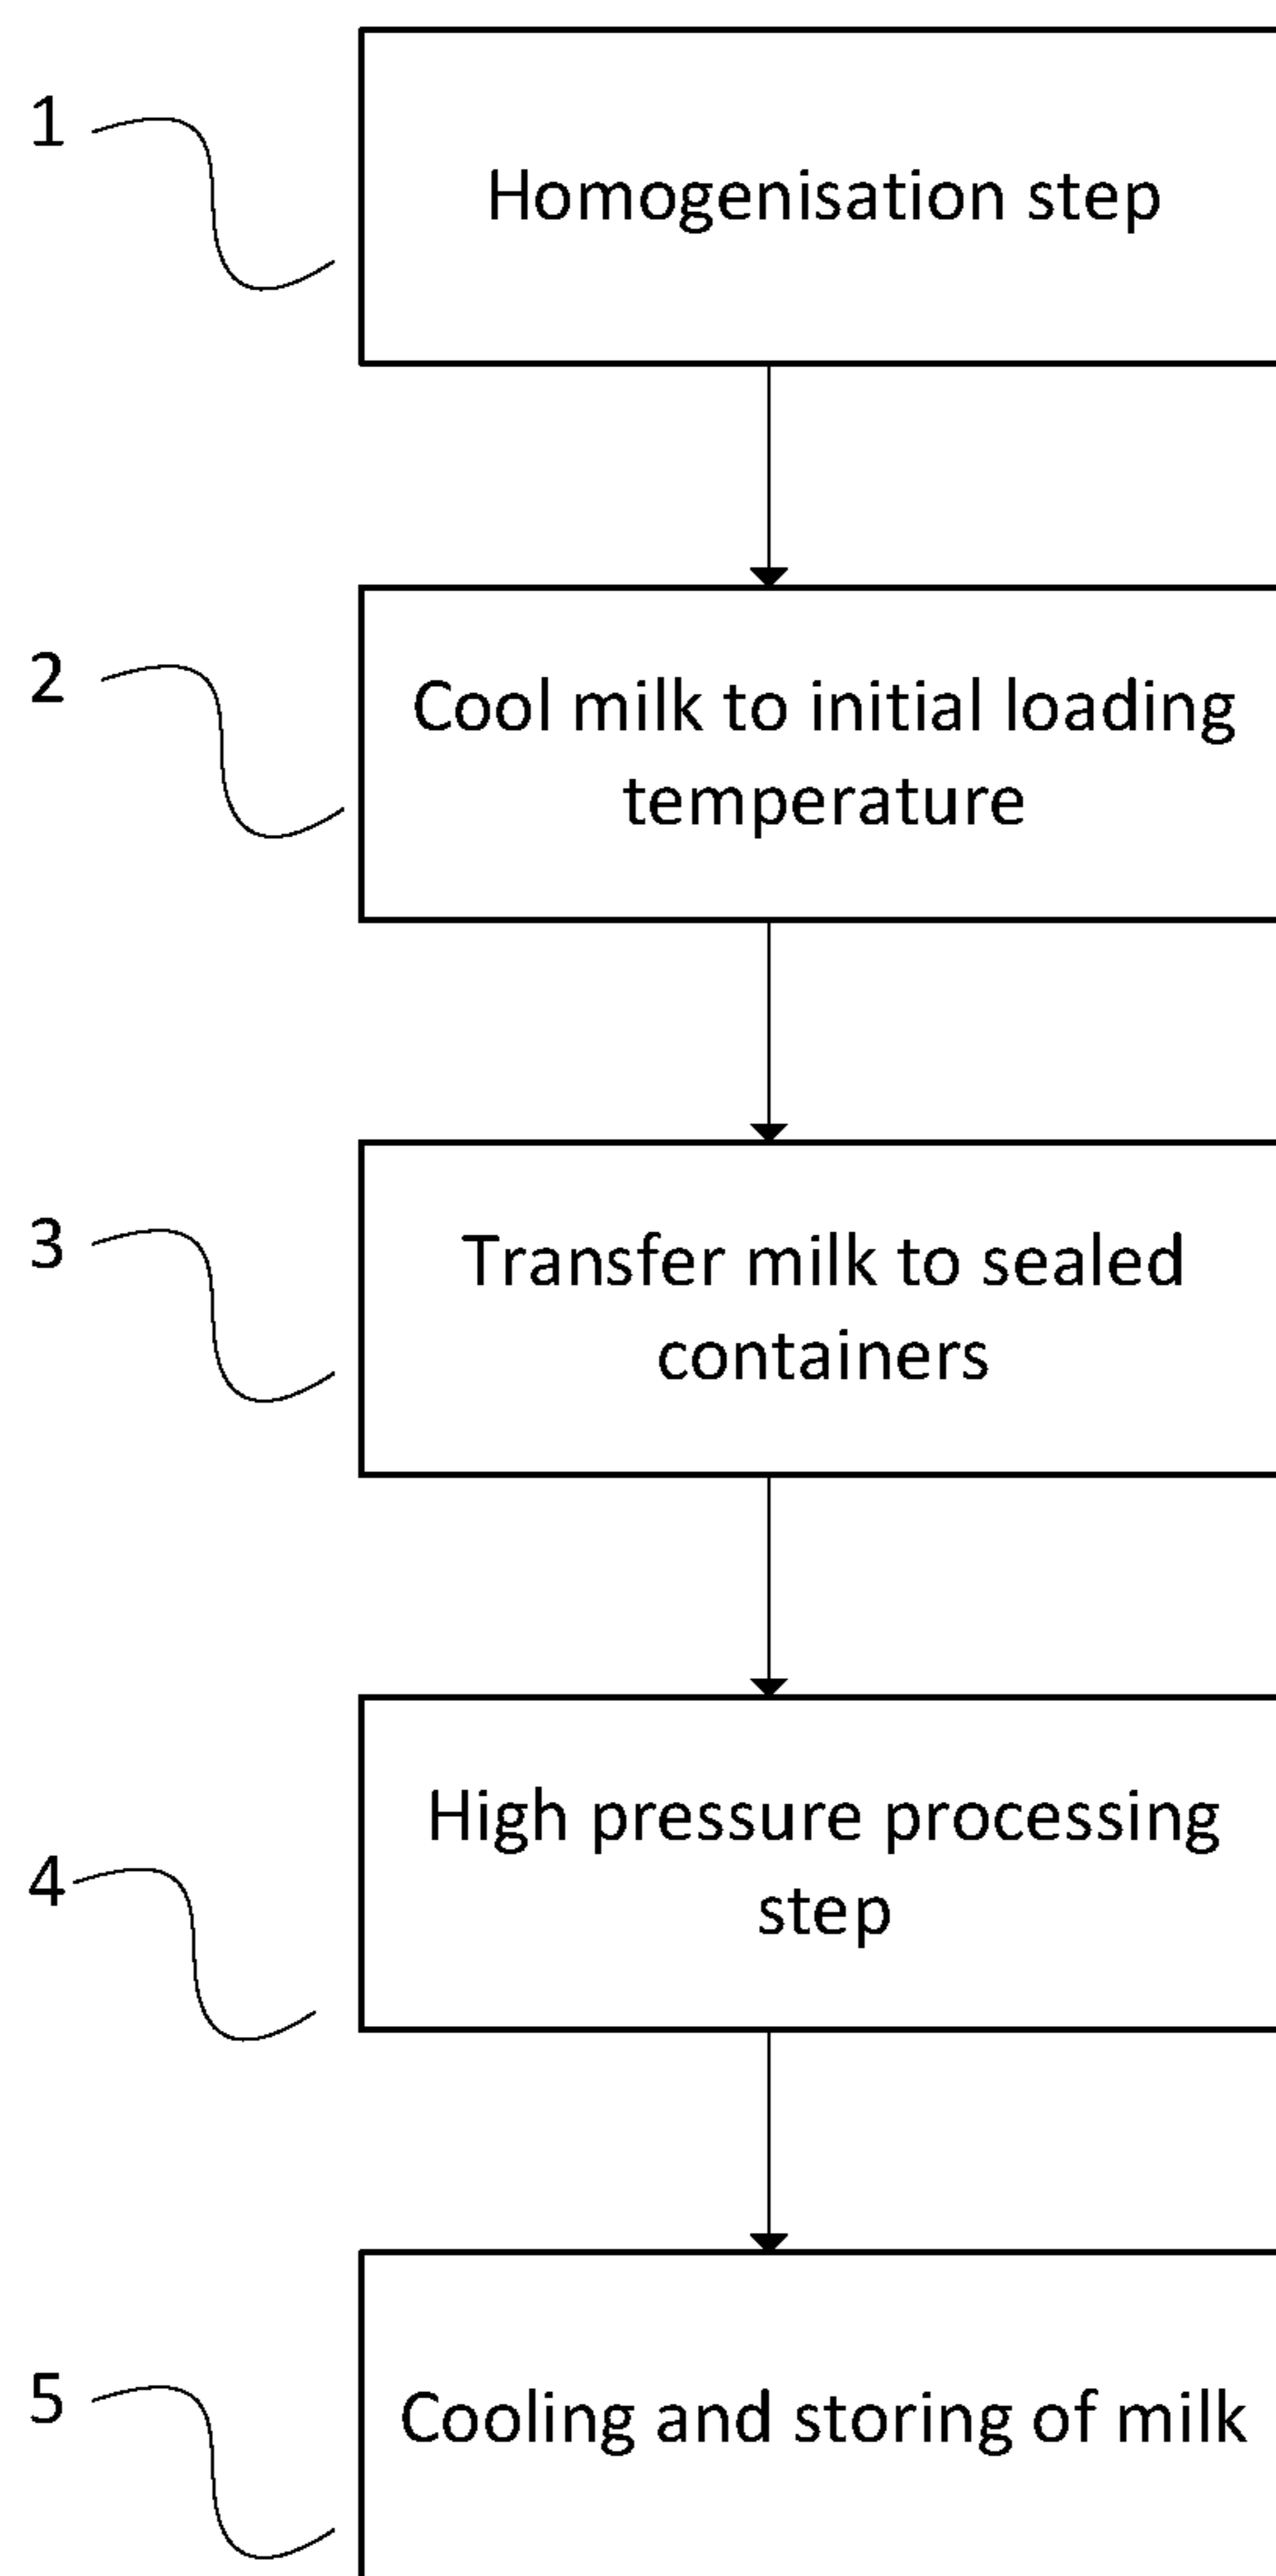 1
Homogenisation step
2
Cool milk to initial loading
temperature
3
Transfer milk to sealed
containers
4
High pressure processing
step
5
Cooling and storing of milk